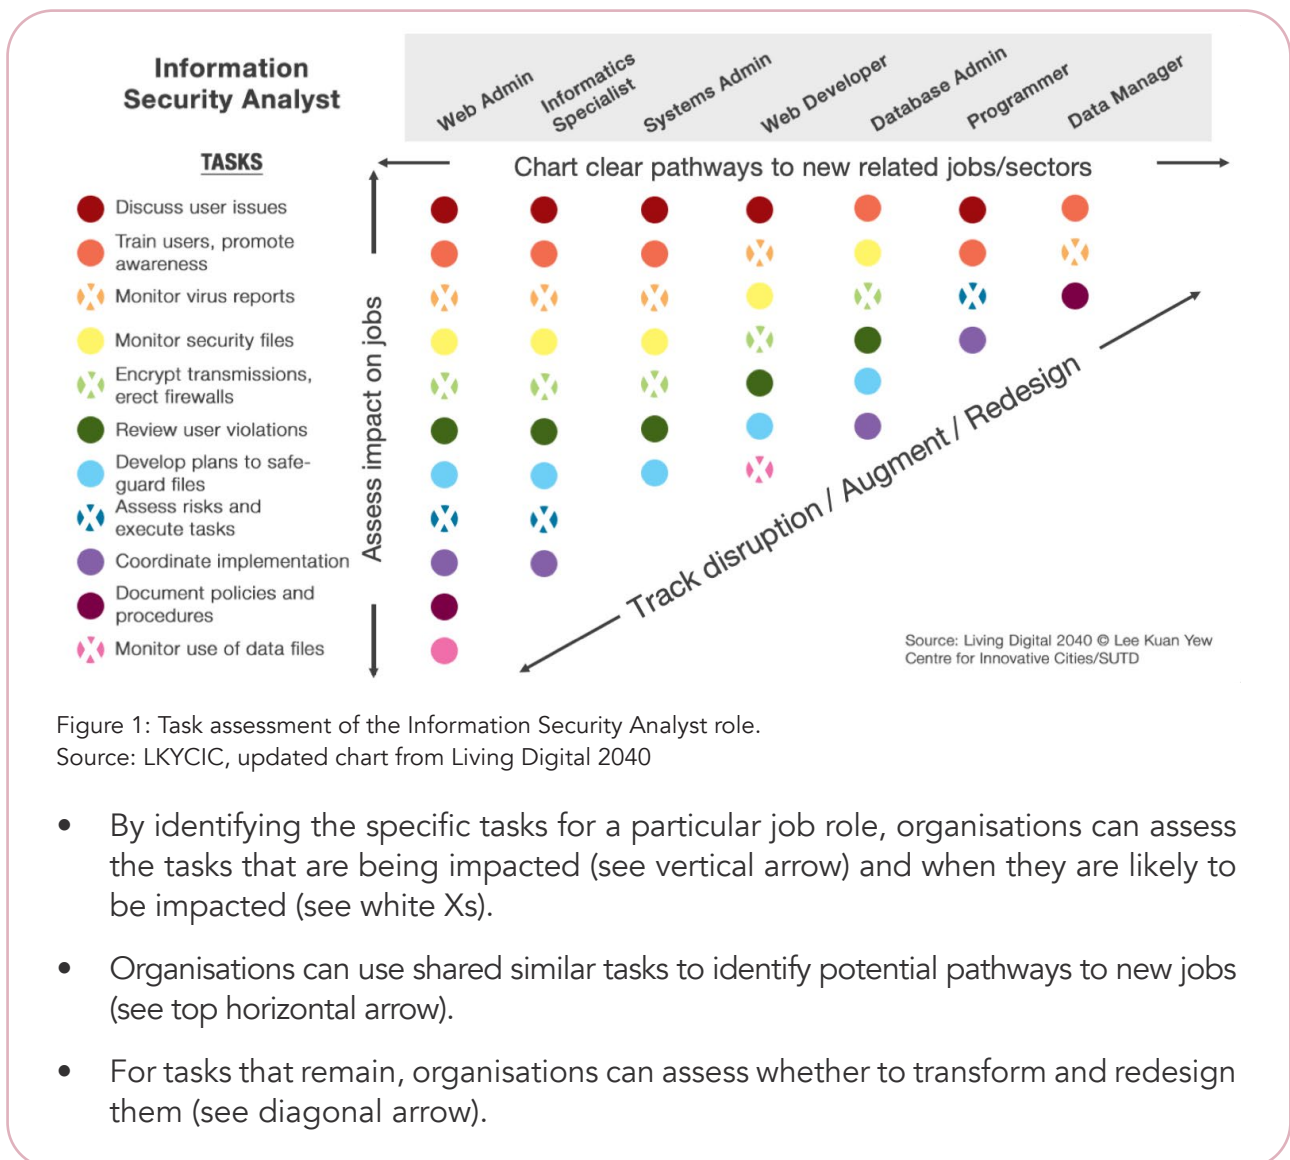 Information
Security Analyst
Web Admin
Informatics
Specialist
Systems Admin
Web Developer
Database Admin
Programmer
Data Manager
TASKS
Chart clear pathways to new related jobs/sectors
Discuss user issues
Train users, promote
awareness
Monitor virus reports
Monitor security files
Encrypt transmissions,
erect firewalls
Review user violations
Develop plans to safe-
guard files
Assess risks and
execute tasks
Coordinate implementation
Document policies and
procedures
Monitor use of data files
Assess impact on jobs
Track disruption / Augment / Redesign
Source: Living Digital 2040 © Lee Kuan Yew
Centre for Innovative Cities/SUTD
Figure 1: Task assessment of the Information Security Analyst role.
Source: LKYCIC, updated chart from Living Digital 2040
• By identifying the specific tasks for a particular job role, organisations can assess
the tasks that are being impacted (see vertical arrow) and when they are likely to
be impacted (see white Xs).
• Organisations can use shared similar tasks to identify potential pathways to new jobs
(see top horizontal arrow).
• For tasks that remain, organisations can assess whether to transform and redesign
them (see diagonal arrow).